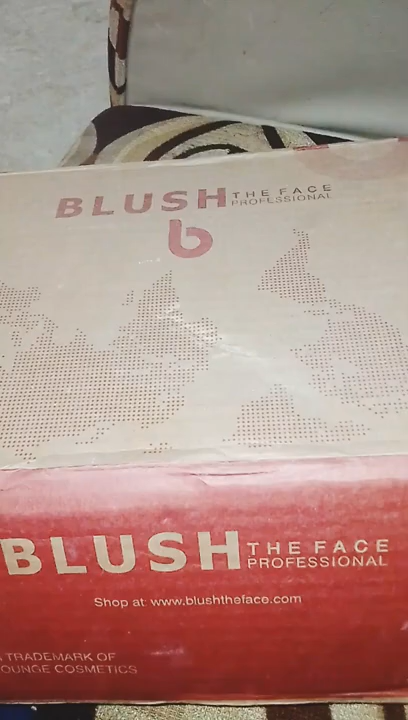 BLUSH THE FACE
PROFESSIONAL
b
BLUSH THE FACE
PROFESSIONAL
Shop at: www.blushtheface.com
TRADEMARK OF
OUNGE COSMETICS